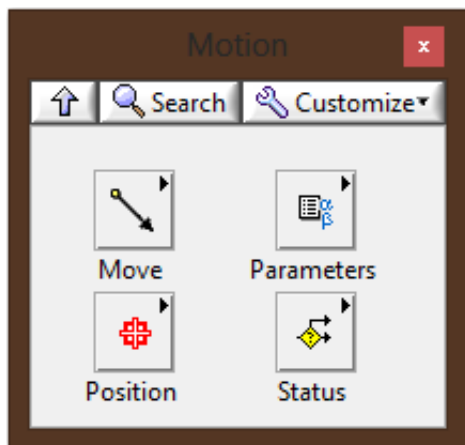 Motion
x
Search Customize
Move Parameters
α
β
?
Position Status